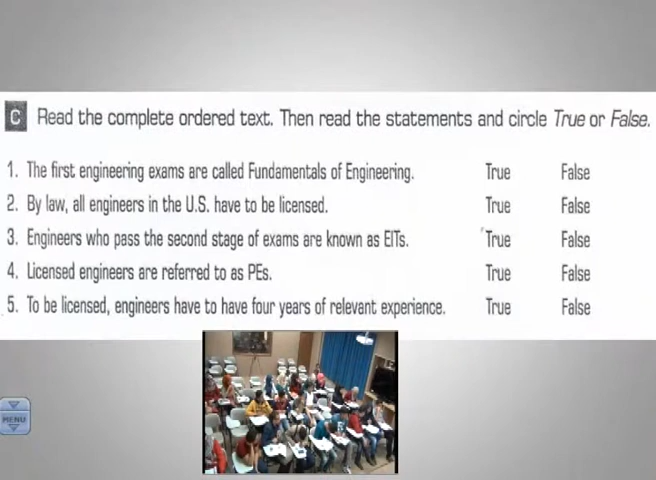 C Read the complete ordered text. Then read the statements and circle True or False.
1. The first engineering exams are called Fundamentals of Engineering. True False
2. By law, all engineers in the U.S. have to be licensed. True False
3. Engineers who pass the second stage of exams are known as EITs. True False
4. Licensed engineers are referred to as PEs. True False
5. To be licensed, engineers have to have four years of relevant experience. True False
MENU